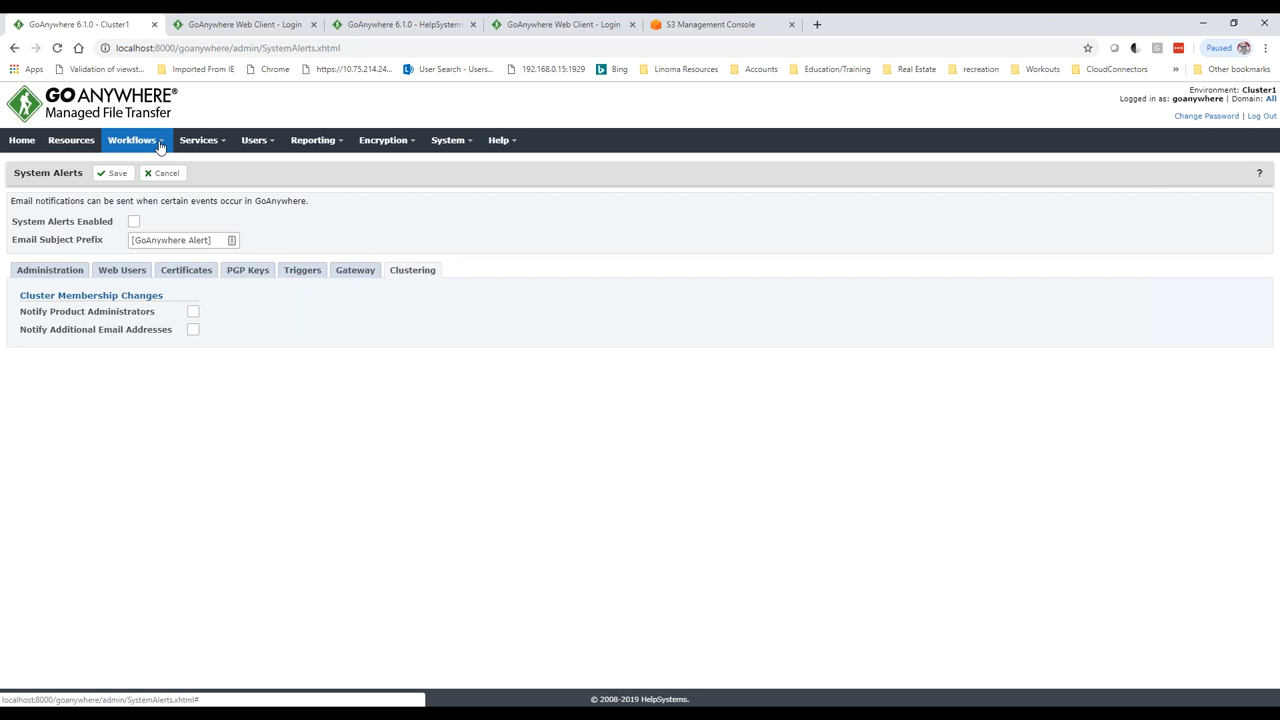 GoAnywhere 6.1.0 - Cluster1
GoAnywhere Web Client - Login
GoAnywhere 6.1.0 - HelpSystems
GoAnywhere Web Client - Login
S3 Management Console
localhost:8000/goanywhere/admin/SystemAlerts.xhtml
Paused
Apps
Validation of viewst...
Imported From IE
Chrome
https://10.75.214.24...
User Search - Users...
192.168.0.15:1929
Bing
Linoma Resources
Accounts
Education/Training
Real Estate
recreation
Workouts
CloudConnectors
»
Other bookmarks
GO ANYWHERE®
Managed File Transfer
Environment: Cluster1
Logged in as: goanywhere | Domain: All
Change Password | Log Out
Home Resources Workflows Services Users Reporting Encryption System Help
System Alerts Save Cancel ?
Email notifications can be sent when certain events occur in GoAnywhere.
System Alerts Enabled
Email Subject Prefix [GoAnywhere Alert]
Administration Web Users Certificates PGP Keys Triggers Gateway Clustering
Cluster Membership Changes
Notify Product Administrators
Notify Additional Email Addresses
localhost:8000/goanywhere/admin/SystemAlerts.xhtml#
© 2008-2019 HelpSystems.